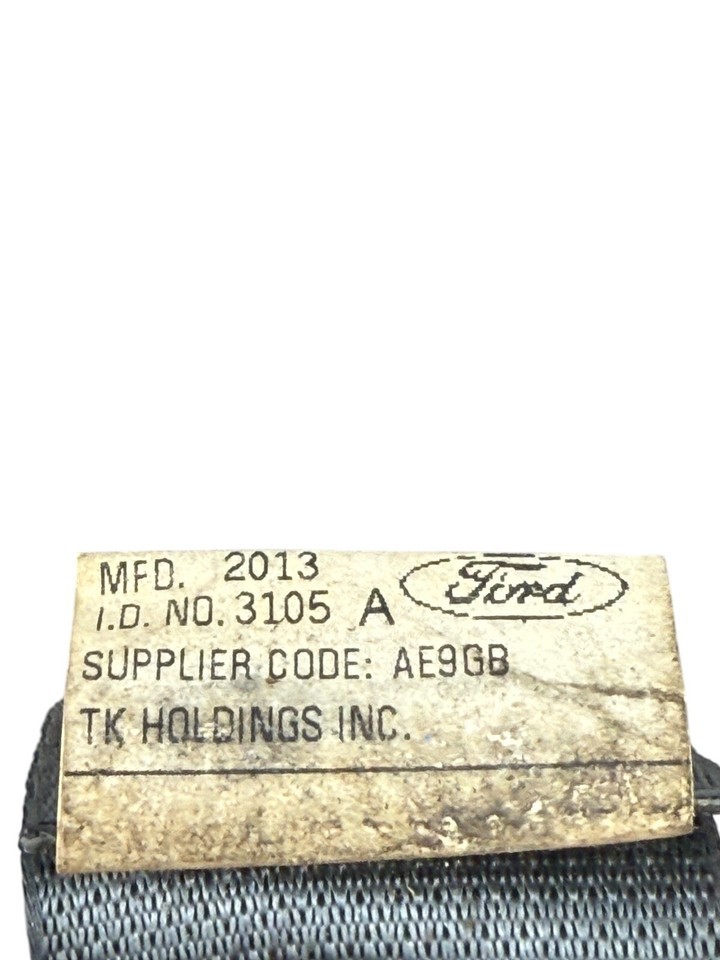 MFD. 2013
I.D. NO. 3105 A
Ford
SUPPLIER CODE: AE9GB
TK HOLDINGS INC.